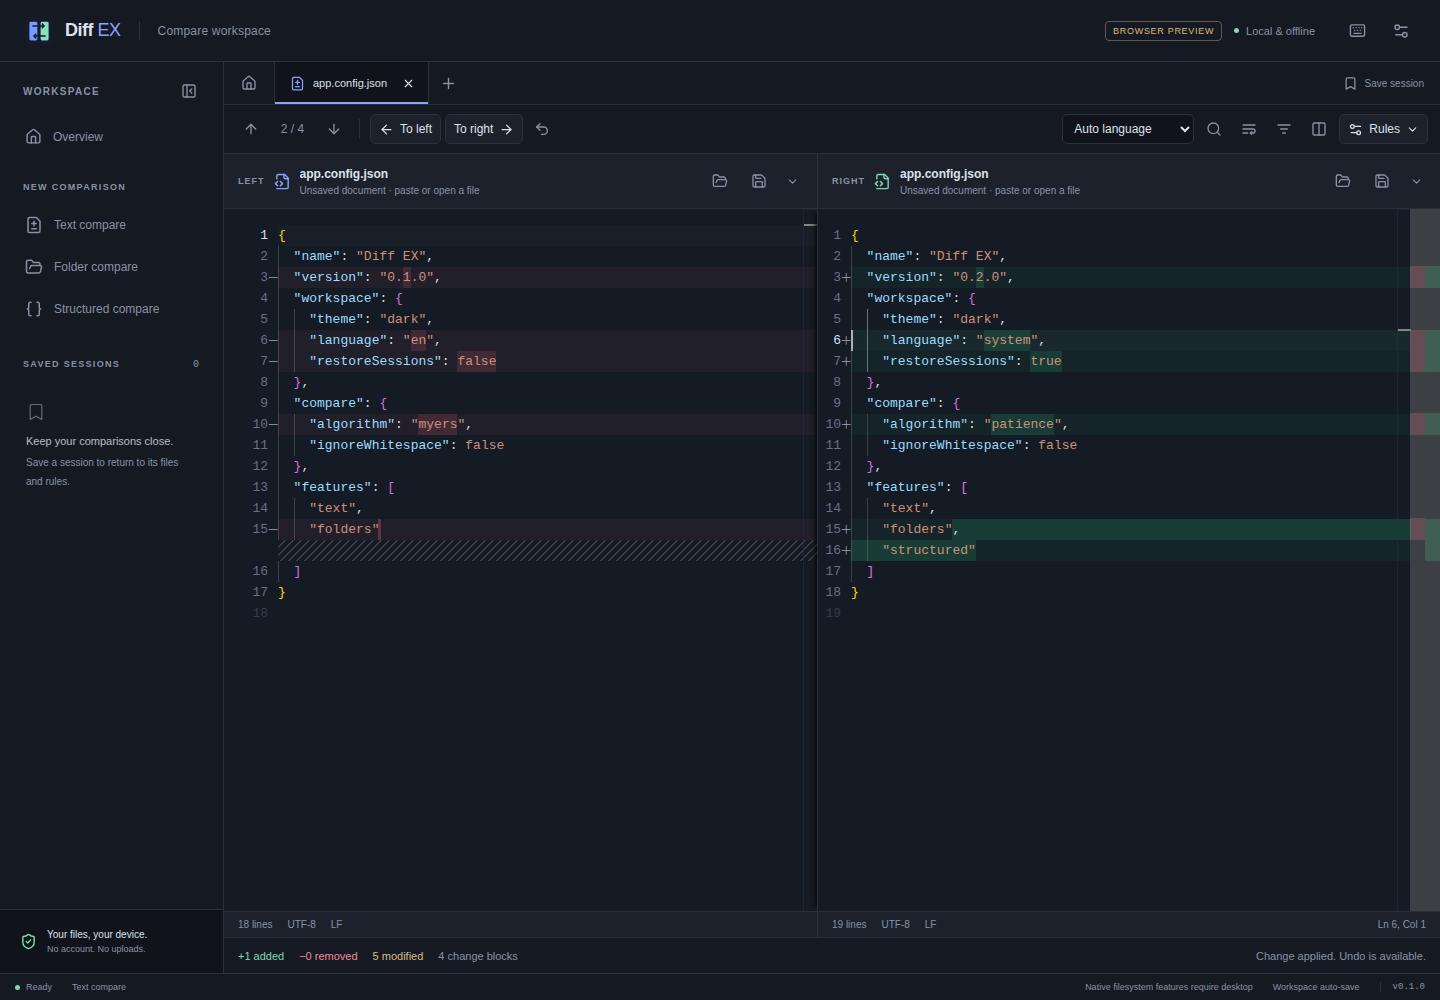 Diff EX
Compare workspace
BROWSER PREVIEW
Local & offline
WORKSPACE
Overview
NEW COMPARISON
Text compare
Folder compare
Structured compare
SAVED SESSIONS 0
Keep your comparisons close.
Save a session to return to its files
and rules.
Your files, your device.
No account. No uploads.
app.config.json
Save session
2 / 4
To left
To right
Auto language
Rules
LEFT
app.config.json
Unsaved document · paste or open a file
1 {
2 "name": "Diff EX",
3 "version": "0.1.0",
4 "workspace": {
5 "theme": "dark",
6 "language": "en",
7 "restoreSessions": false
8 },
9 "compare": {
10 "algorithm": "myers",
11 "ignoreWhitespace": false
12 },
13 "features": [
14 "text",
15 "folders"
16 ]
17 }
18
18 lines UTF-8 LF
RIGHT
app.config.json
Unsaved document · paste or open a file
1 {
2 "name": "Diff EX",
3+ "version": "0.2.0",
4 "workspace": {
5 "theme": "dark",
6+ "language": "system",
7+ "restoreSessions": true
8 },
9 "compare": {
10+ "algorithm": "patience",
11 "ignoreWhitespace": false
12 },
13 "features": [
14 "text",
15+ "folders",
16+ "structured"
17 ]
18 }
19
19 lines UTF-8 LF
Ln 6, Col 1
+1 added −0 removed 5 modified 4 change blocks
Change applied. Undo is available.
Ready
Text compare
Native filesystem features require desktop
Workspace auto-save
v0.1.0